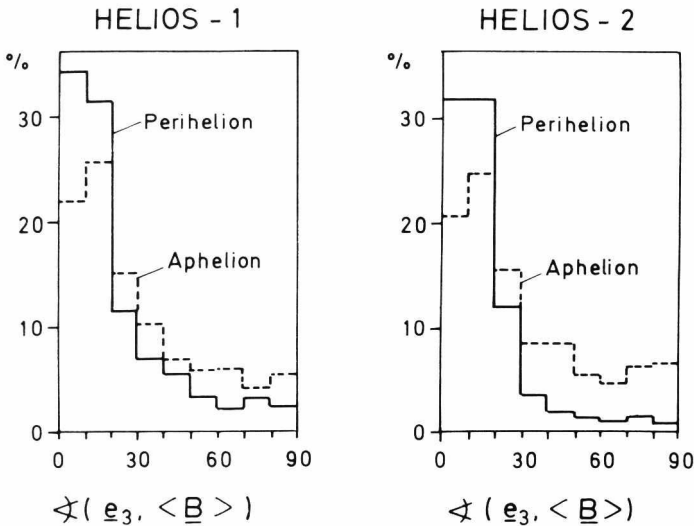 HELIOS - 1
%
30
20
10
0
Perihelion
Aphelion
0 30 60 90
∢ ( e₃, < B > )
HELIOS - 2
%
30
20
10
0
Perihelion
Aphelion
0 30 60 90
∢ ( e₃, < B > )